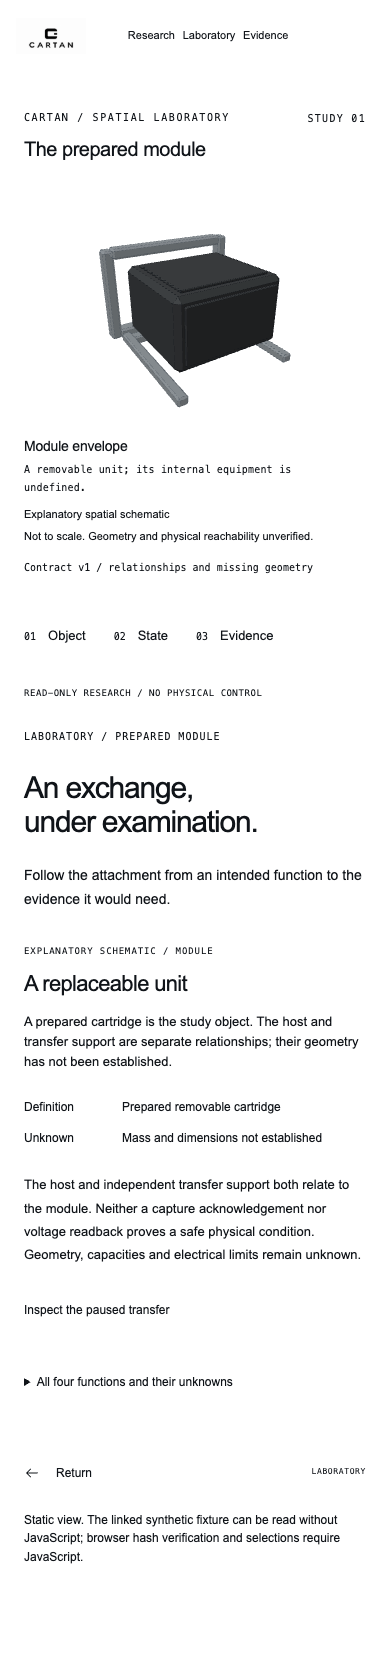 CARTAN
Research Laboratory Evidence
CARTAN / SPATIAL LABORATORY
STUDY 01
The prepared module
Module envelope
A removable unit; its internal equipment is
undefined.
Explanatory spatial schematic
Not to scale. Geometry and physical reachability unverified.
Contract v1 / relationships and missing geometry
01 Object 02 State 03 Evidence
READ-ONLY RESEARCH / NO PHYSICAL CONTROL
LABORATORY / PREPARED MODULE
An exchange,
under examination.
Follow the attachment from an intended function to the
evidence it would need.
EXPLANATORY SCHEMATIC / MODULE
A replaceable unit
A prepared cartridge is the study object. The host and
transfer support are separate relationships; their geometry
has not been established.
Definition Prepared removable cartridge
Unknown Mass and dimensions not established
The host and independent transfer support both relate to
the module. Neither a capture acknowledgement nor
voltage readback proves a safe physical condition.
Geometry, capacities and electrical limits remain unknown.
Inspect the paused transfer
▶ All four functions and their unknowns
← Return
LABORATORY
Static view. The linked synthetic fixture can be read without
JavaScript; browser hash verification and selections require
JavaScript.